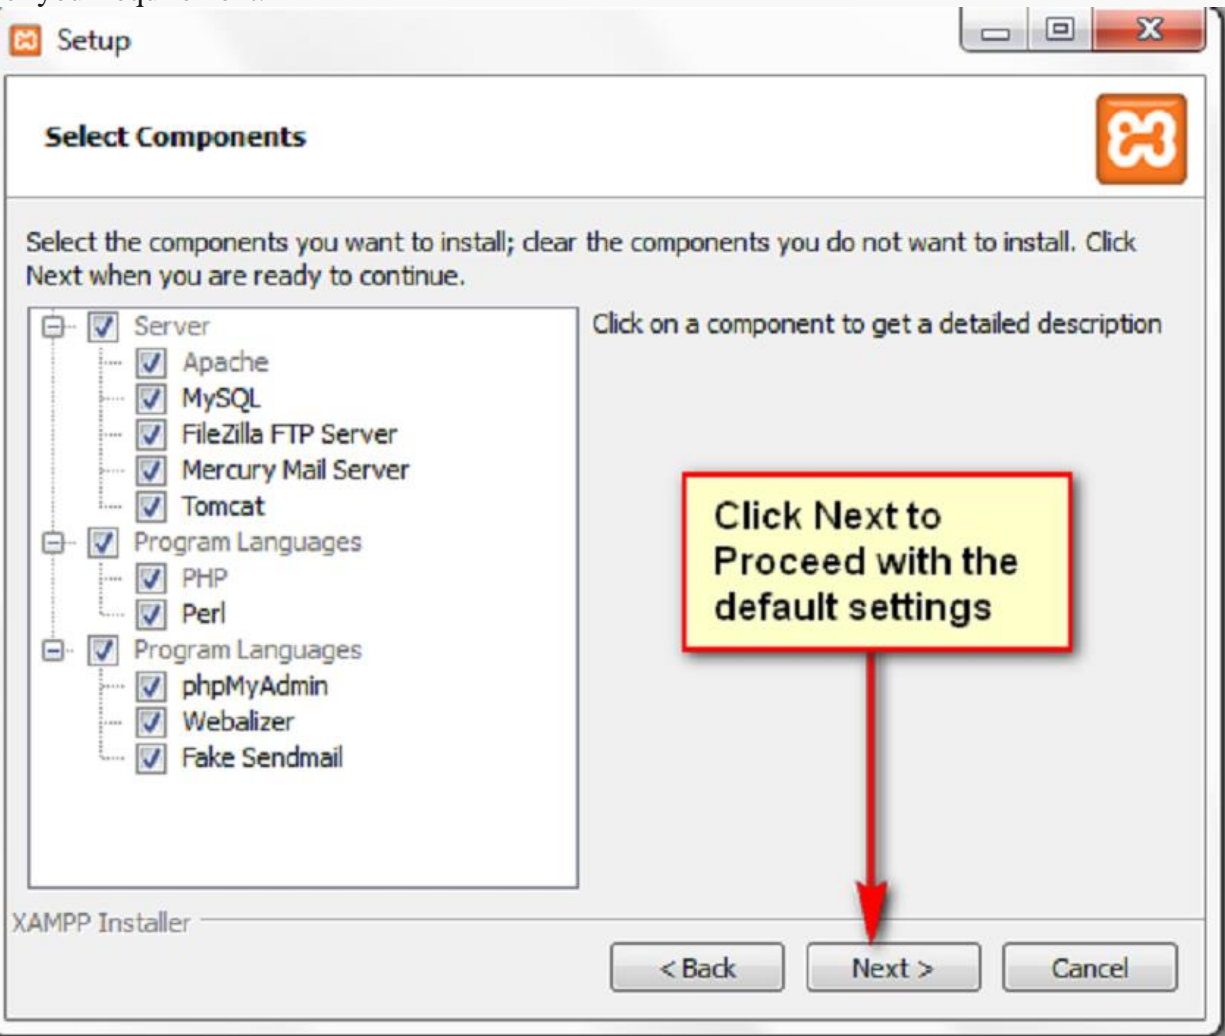 Setup
Select Components
Select the components you want to install; clear the components you do not want to install. Click
Next when you are ready to continue.
Server
Apache
MySQL
FileZilla FTP Server
Mercury Mail Server
Tomcat
Program Languages
PHP
Perl
Program Languages
phpMyAdmin
Webalizer
Fake Sendmail
Click on a component to get a detailed description
Click Next to
Proceed with the
default settings
XAMPP Installer
< Back
Next >
Cancel